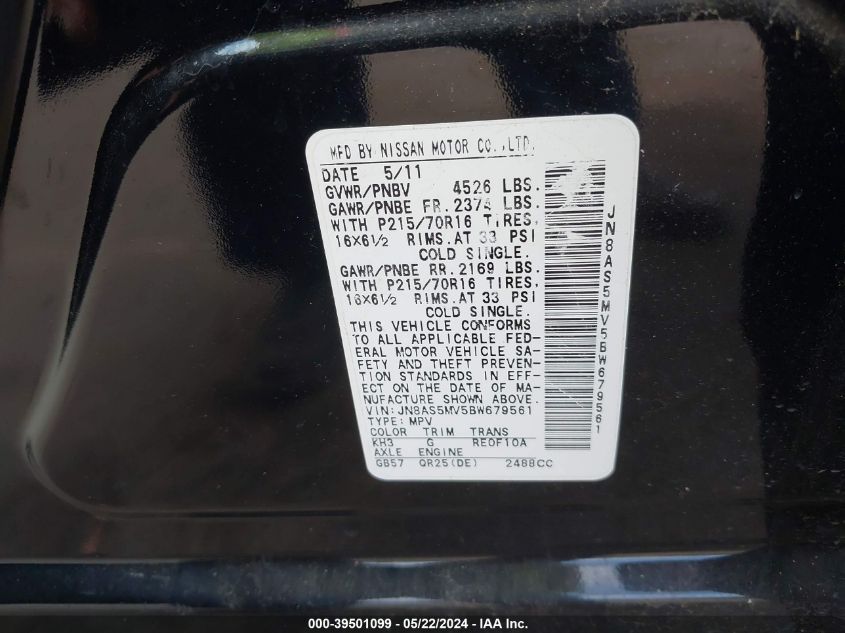 MFD BY NISSAN MOTOR CO.,LTD.
DATE 5/11
GVWR/PNBV 4526 LBS.
GAWR/PNBE FR. 2374 LBS.
WITH P215/70R16 TIRES,
16X6½ RIMS.AT 33 PSI
COLD SINGLE.
GAWR/PNBE RR. 2169 LBS.
WITH P215/70R16 TIRES,
16X6½ RIMS.AT 33 PSI
COLD SINGLE.
THIS VEHICLE CONFORMS
TO ALL APPLICABLE FED-
ERAL MOTOR VEHICLE SA-
FETY AND THEFT PREVEN-
TION STANDARDS IN EFF-
ECT ON THE DATE OF MA-
NUFACTURE SHOWN ABOVE.
VIN:JN8AS5MV5BW679561
TYPE:MPV
COLOR TRIM TRANS
KH3 G RE0F10A
AXLE ENGINE
GB57 QR25(DE) 2488CC
JN8AS5MV5BW679561
000-39501099 - 05/22/2024 - IAA Inc.